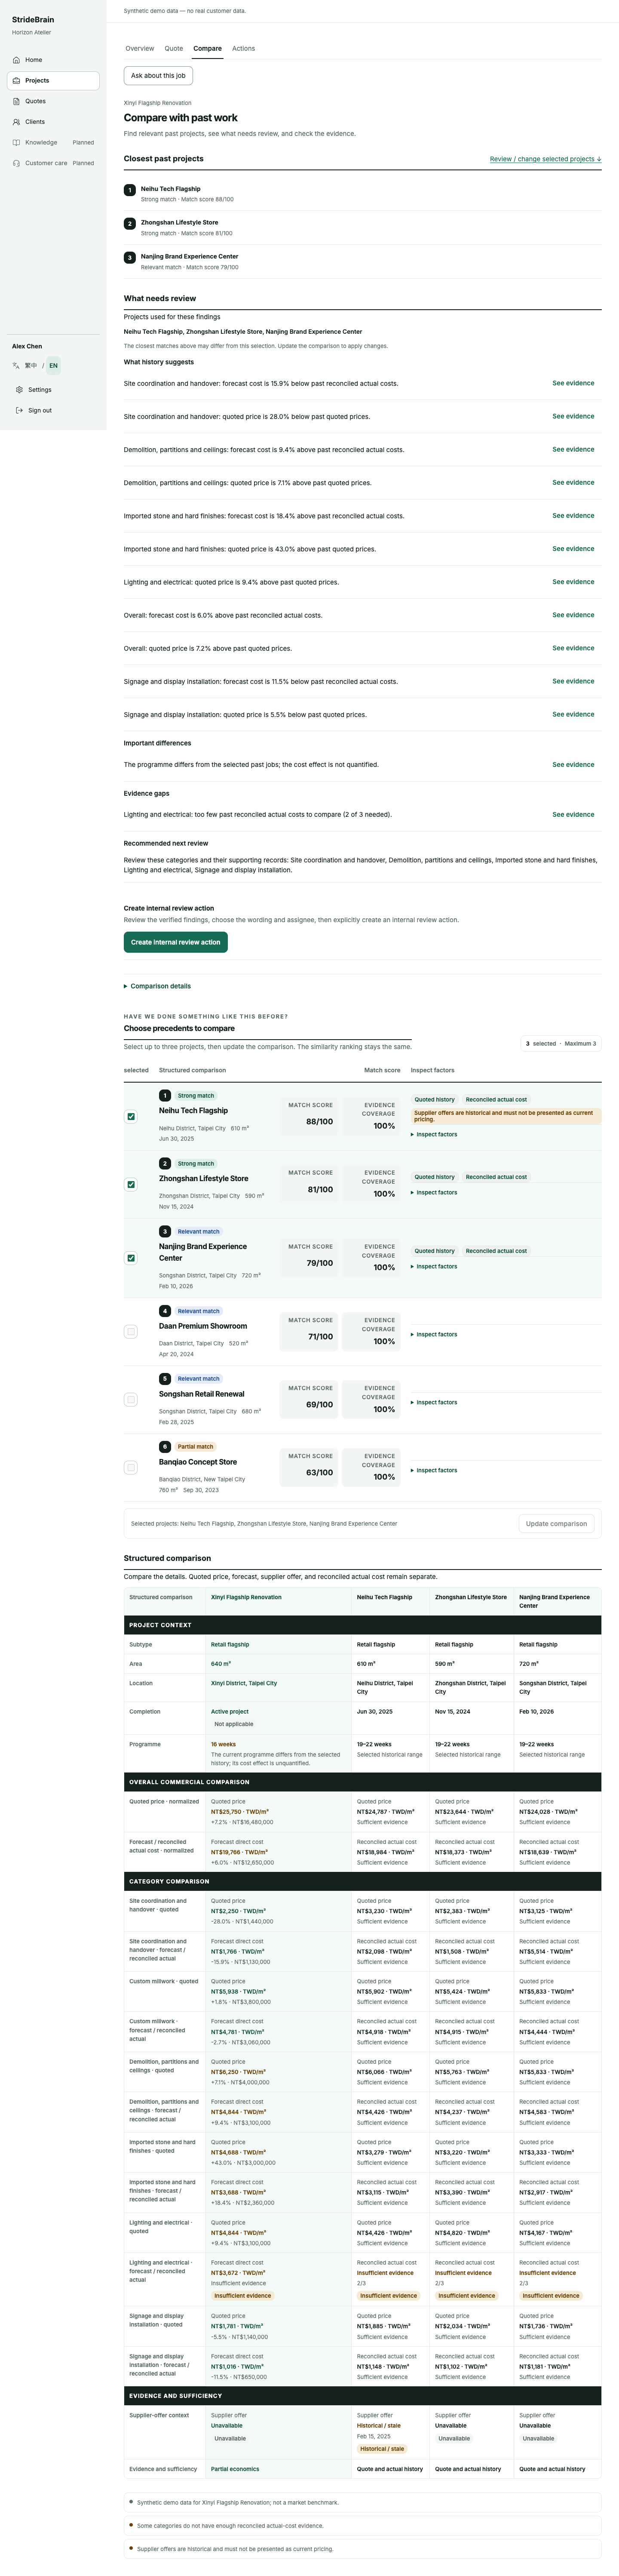 StrideBrain
Horizon Atelier
Home
Projects
Quotes
Clients
Knowledge Planned
Customer care Planned
Alex Chen
繁中 / EN
Settings
Sign out
Synthetic demo data — no real customer data.
Overview Quote Compare Actions
Ask about this job
Xinyi Flagship Renovation
Compare with past work
Find relevant past projects, see what needs review, and check the evidence.
Closest past projects
Review / change selected projects ↓
1 Neihu Tech Flagship
Strong match · Match score 88/100
2 Zhongshan Lifestyle Store
Strong match · Match score 81/100
3 Nanjing Brand Experience Center
Relevant match · Match score 79/100
What needs review
Projects used for these findings
Neihu Tech Flagship, Zhongshan Lifestyle Store, Nanjing Brand Experience Center
The closest matches above may differ from this selection. Update the comparison to apply changes.
What history suggests
Site coordination and handover: forecast cost is 15.9% below past reconciled actual costs. See evidence
Site coordination and handover: quoted price is 28.0% below past quoted prices. See evidence
Demolition, partitions and ceilings: forecast cost is 9.4% above past reconciled actual costs. See evidence
Demolition, partitions and ceilings: quoted price is 7.1% above past quoted prices. See evidence
Imported stone and hard finishes: forecast cost is 18.4% above past reconciled actual costs. See evidence
Imported stone and hard finishes: quoted price is 43.0% above past quoted prices. See evidence
Lighting and electrical: quoted price is 9.4% above past quoted prices. See evidence
Overall: forecast cost is 6.0% above past reconciled actual costs. See evidence
Overall: quoted price is 7.2% above past quoted prices. See evidence
Signage and display installation: forecast cost is 11.5% below past reconciled actual costs. See evidence
Signage and display installation: quoted price is 5.5% below past quoted prices. See evidence
Important differences
The programme differs from the selected past jobs; the cost effect is not quantified. See evidence
Evidence gaps
Lighting and electrical: too few past reconciled actual costs to compare (2 of 3 needed). See evidence
Recommended next review
Review these categories and their supporting records: Site coordination and handover, Demolition, partitions and ceilings, Imported stone and hard finishes,
Lighting and electrical, Signage and display installation.
Create internal review action
Review the verified findings, choose the wording and assignee, then explicitly create an internal review action.
Create internal review action
Comparison details
HAVE WE DONE SOMETHING LIKE THIS BEFORE?
Choose precedents to compare
Select up to three projects, then update the comparison. The similarity ranking stays the same.
3 selected · Maximum 3
selected Structured comparison Match score Inspect factors
1 Strong match
Neihu Tech Flagship
Neihu District, Taipei City 610 m²
Jun 30, 2025
MATCH SCORE
88/100
EVIDENCE
COVERAGE
100%
Quoted history Reconciled actual cost
Supplier offers are historical and must not be presented as current
pricing.
Inspect factors
2 Strong match
Zhongshan Lifestyle Store
Zhongshan District, Taipei City 590 m²
Nov 15, 2024
MATCH SCORE
81/100
EVIDENCE
COVERAGE
100%
Quoted history Reconciled actual cost
Inspect factors
3 Relevant match
Nanjing Brand Experience
Center
Songshan District, Taipei City 720 m²
Feb 10, 2026
MATCH SCORE
79/100
EVIDENCE
COVERAGE
100%
Quoted history Reconciled actual cost
Inspect factors
4 Relevant match
Daan Premium Showroom
Daan District, Taipei City 520 m²
Apr 20, 2024
MATCH SCORE
71/100
EVIDENCE
COVERAGE
100%
Inspect factors
5 Relevant match
Songshan Retail Renewal
Songshan District, Taipei City 680 m²
Feb 28, 2025
MATCH SCORE
69/100
EVIDENCE
COVERAGE
100%
Inspect factors
6 Partial match
Banqiao Concept Store
Banqiao District, New Taipei City
760 m² Sep 30, 2023
MATCH SCORE
63/100
EVIDENCE
COVERAGE
100%
Inspect factors
Selected projects: Neihu Tech Flagship, Zhongshan Lifestyle Store, Nanjing Brand Experience Center
Update comparison
Structured comparison
Compare the details. Quoted price, forecast, supplier offer, and reconciled actual cost remain separate.
Structured comparison Xinyi Flagship Renovation Neihu Tech Flagship Zhongshan Lifestyle Store Nanjing Brand Experience
Center
PROJECT CONTEXT
Subtype Retail flagship Retail flagship Retail flagship Retail flagship
Area 640 m² 610 m² 590 m² 720 m²
Location Xinyi District, Taipei City Neihu District, Taipei Zhongshan District, Taipei Songshan District, Taipei
City City City
Completion Active project Jun 30, 2025 Nov 15, 2024 Feb 10, 2026
Not applicable
Programme 16 weeks 19–22 weeks 19–22 weeks 19–22 weeks
The current programme differs from the selected Selected historical range Selected historical range Selected historical range
history; its cost effect is unquantified.
OVERALL COMMERCIAL COMPARISON
Quoted price · normalized Quoted price Quoted price Quoted price Quoted price
NT$25,750 · TWD/m² NT$24,787 · TWD/m² NT$23,644 · TWD/m² NT$24,028 · TWD/m²
+7.2% · NT$16,480,000 Sufficient evidence Sufficient evidence Sufficient evidence
Forecast / reconciled Forecast direct cost Reconciled actual cost Reconciled actual cost Reconciled actual cost
actual cost · normalized NT$19,766 · TWD/m² NT$18,984 · TWD/m² NT$18,373 · TWD/m² NT$18,639 · TWD/m²
+6.0% · NT$12,650,000 Sufficient evidence Sufficient evidence Sufficient evidence
CATEGORY COMPARISON
Site coordination and Quoted price Quoted price Quoted price Quoted price
handover · quoted NT$2,250 · TWD/m² NT$3,230 · TWD/m² NT$2,383 · TWD/m² NT$3,125 · TWD/m²
-28.0% · NT$1,440,000 Sufficient evidence Sufficient evidence Sufficient evidence
Site coordination and Forecast direct cost Reconciled actual cost Reconciled actual cost Reconciled actual cost
handover · forecast / NT$1,766 · TWD/m² NT$2,098 · TWD/m² NT$1,508 · TWD/m² NT$5,514 · TWD/m²
reconciled actual -15.9% · NT$1,130,000 Sufficient evidence Sufficient evidence Sufficient evidence
Custom millwork · quoted Quoted price Quoted price Quoted price Quoted price
NT$5,938 · TWD/m² NT$5,902 · TWD/m² NT$5,424 · TWD/m² NT$5,833 · TWD/m²
+1.8% · NT$3,800,000 Sufficient evidence Sufficient evidence Sufficient evidence
Custom millwork · Forecast direct cost Reconciled actual cost Reconciled actual cost Reconciled actual cost
forecast / reconciled NT$4,781 · TWD/m² NT$4,918 · TWD/m² NT$4,915 · TWD/m² NT$4,444 · TWD/m²
actual -2.7% · NT$3,060,000 Sufficient evidence Sufficient evidence Sufficient evidence
Demolition, partitions and Quoted price Quoted price Quoted price Quoted price
ceilings · quoted NT$6,250 · TWD/m² NT$6,066 · TWD/m² NT$5,763 · TWD/m² NT$5,833 · TWD/m²
+7.1% · NT$4,000,000 Sufficient evidence Sufficient evidence Sufficient evidence
Demolition, partitions and Forecast direct cost Reconciled actual cost Reconciled actual cost Reconciled actual cost
ceilings · forecast / NT$4,844 · TWD/m² NT$4,426 · TWD/m² NT$4,237 · TWD/m² NT$4,583 · TWD/m²
reconciled actual +9.4% · NT$3,100,000 Sufficient evidence Sufficient evidence Sufficient evidence
Imported stone and hard Quoted price Quoted price Quoted price Quoted price
finishes · quoted NT$4,688 · TWD/m² NT$3,279 · TWD/m² NT$3,220 · TWD/m² NT$3,333 · TWD/m²
+43.0% · NT$3,000,000 Sufficient evidence Sufficient evidence Sufficient evidence
Imported stone and hard Forecast direct cost Reconciled actual cost Reconciled actual cost Reconciled actual cost
finishes · forecast / NT$3,688 · TWD/m² NT$3,115 · TWD/m² NT$3,390 · TWD/m² NT$2,917 · TWD/m²
reconciled actual +18.4% · NT$2,360,000 Sufficient evidence Sufficient evidence Sufficient evidence
Lighting and electrical · Quoted price Quoted price Quoted price Quoted price
quoted NT$4,844 · TWD/m² NT$4,426 · TWD/m² NT$4,820 · TWD/m² NT$4,167 · TWD/m²
+9.4% · NT$3,100,000 Sufficient evidence Sufficient evidence Sufficient evidence
Lighting and electrical · Forecast direct cost Reconciled actual cost Reconciled actual cost Reconciled actual cost
forecast / reconciled NT$3,672 · TWD/m² Insufficient evidence Insufficient evidence Insufficient evidence
actual Insufficient evidence 2/3 2/3 2/3
Insufficient evidence Insufficient evidence Insufficient evidence Insufficient evidence
Signage and display Quoted price Quoted price Quoted price Quoted price
installation · quoted NT$1,781 · TWD/m² NT$1,885 · TWD/m² NT$2,034 · TWD/m² NT$1,736 · TWD/m²
-5.5% · NT$1,140,000 Sufficient evidence Sufficient evidence Sufficient evidence
Signage and display Forecast direct cost Reconciled actual cost Reconciled actual cost Reconciled actual cost
installation · forecast / NT$1,016 · TWD/m² NT$1,148 · TWD/m² NT$1,102 · TWD/m² NT$1,181 · TWD/m²
reconciled actual -11.5% · NT$650,000 Sufficient evidence Sufficient evidence Sufficient evidence
EVIDENCE AND SUFFICIENCY
Supplier-offer context Supplier offer Supplier offer Supplier offer Supplier offer
Unavailable Historical / stale Unavailable Unavailable
Unavailable Feb 15, 2025 Unavailable Unavailable
Historical / stale
Evidence and sufficiency Partial economics Quote and actual history Quote and actual history Quote and actual history
Synthetic demo data for Xinyi Flagship Renovation; not a market benchmark.
Some categories do not have enough reconciled actual-cost evidence.
Supplier offers are historical and must not be presented as current pricing.